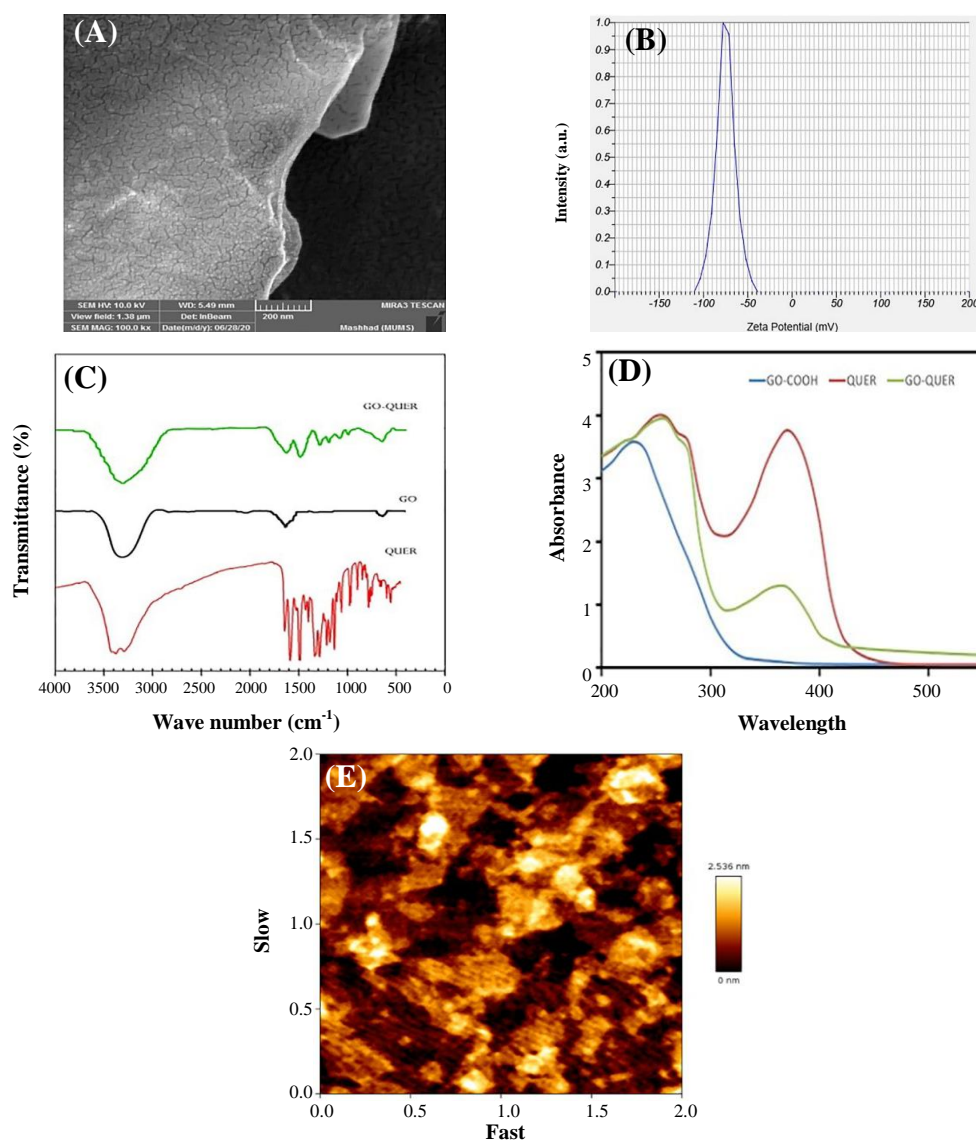 (A)
SEM HV: 10.0 kV WD: 5.49 mm MIRA3 TESCAN
View field: 1.38 µm Det: InBeam 200 nm
SEM MAG: 100.0 kx Date(m/d/y): 06/28/20 Mashhad (MUMS)
(B)
Intensity (a.u.)
1.0
0.9
0.8
0.7
0.6
0.5
0.4
0.3
0.2
0.1
0.0
-150 -100 -50 0 50 100 150 200
Zeta Potential (mV)
(C)
Transmittance (%)
GO-QUER
GO
QUER
4000 3500 3000 2500 2000 1500 1000 500 0
Wave number (cm-1)
(D)
GO-COOH QUER GO-QUER
Absorbance
5
4
3
2
1
0
200 300 400 500
Wavelength
(E)
Slow
2.0
1.5
1.0
0.5
0.0
0.0 0.5 1.0 1.5 2.0
Fast
2.536 nm
0 nm